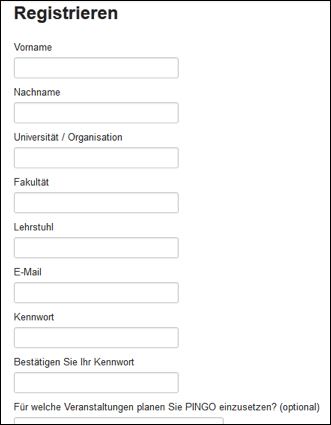 Registrieren
Vorname
Nachname
Universität / Organisation
Fakultät
Lehrstuhl
E-Mail
Kennwort
Bestätigen Sie Ihr Kennwort
Für welche Veranstaltungen planen Sie PINGO einzusetzen? (optional)